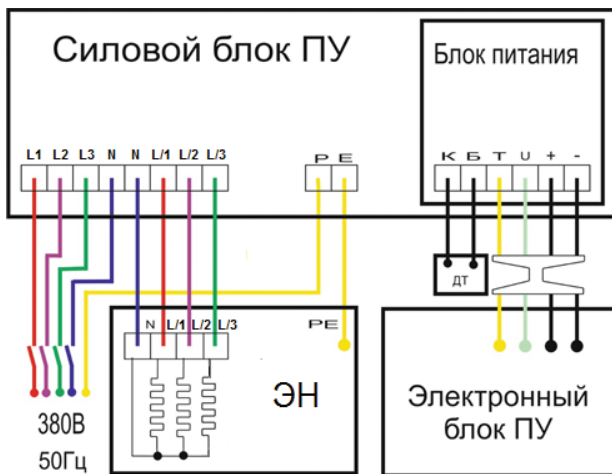 Силовой блок ПУ
Блок питания
L1 L2 L3 N N L/1 L/2 L/3
P E
К Б Т U + -
ДТ
N L/1 L/2 L/3
PE
ЭН
380В
50Гц
Электронный
блок ПУ